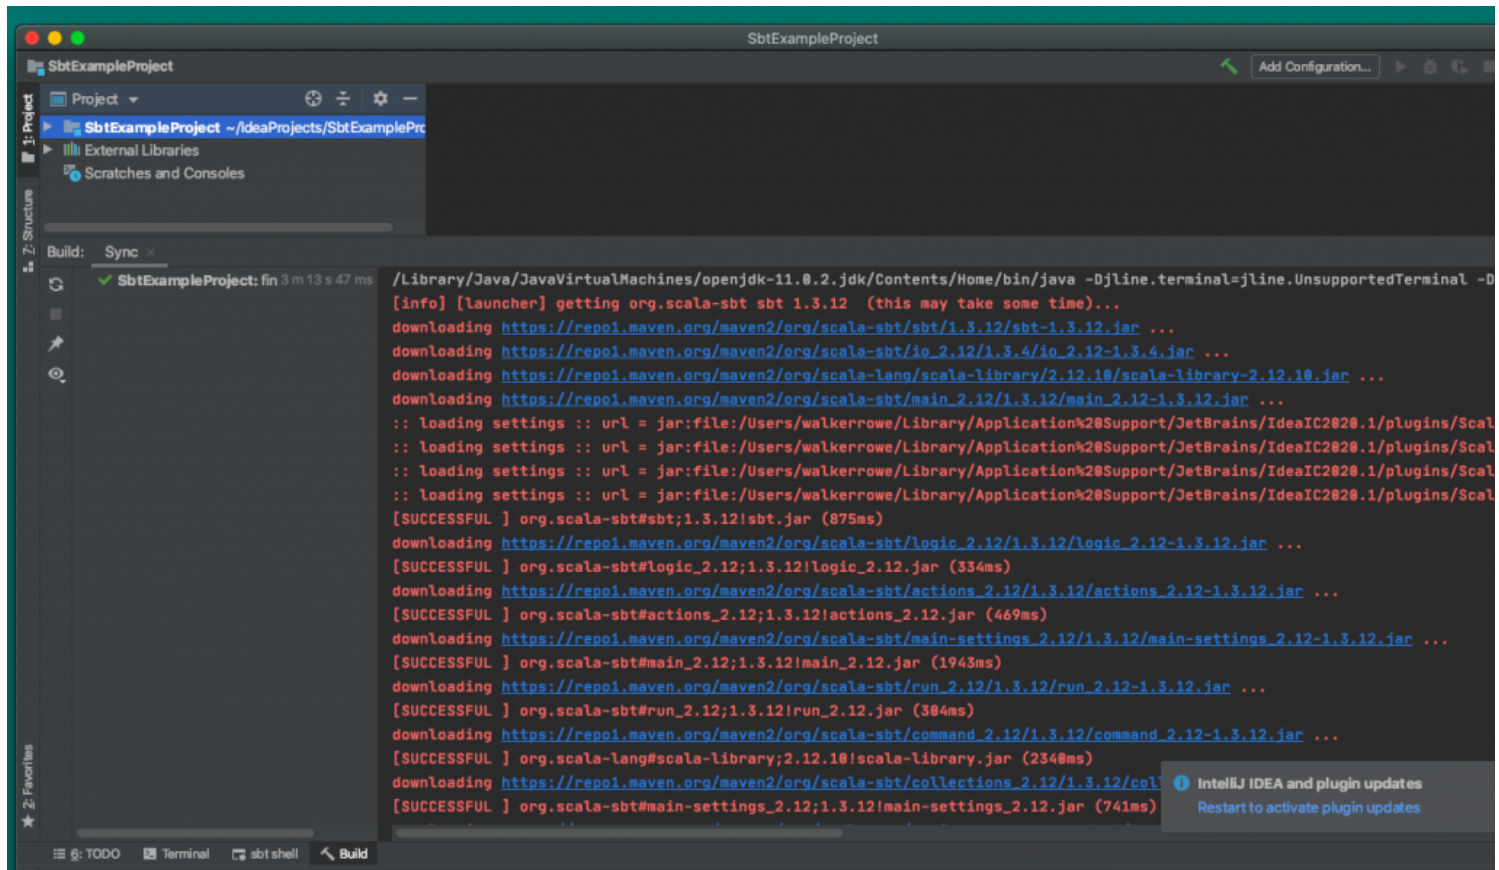 SbtExampleProject
SbtExampleProject
Add Configuration...
1: Project
Project
SbtExampleProject ~/IdeaProjects/SbtExamplePrc
External Libraries
Scratches and Consoles
7: Structure
Build: Sync
SbtExampleProject: fin 3 m 13 s 47 ms
/Library/Java/JavaVirtualMachines/openjdk-11.0.2.jdk/Contents/Home/bin/java -Djline.terminal=jline.UnsupportedTerminal -D
[info] [launcher] getting org.scala-sbt sbt 1.3.12 (this may take some time)...
downloading https://repo1.maven.org/maven2/org/scala-sbt/sbt/1.3.12/sbt-1.3.12.jar ...
downloading https://repo1.maven.org/maven2/org/scala-sbt/io_2.12/1.3.4/io_2.12-1.3.4.jar ...
downloading https://repo1.maven.org/maven2/org/scala-lang/scala-library/2.12.10/scala-library-2.12.10.jar ...
downloading https://repo1.maven.org/maven2/org/scala-sbt/main_2.12/1.3.12/main_2.12-1.3.12.jar ...
:: loading settings :: url = jar:file:/Users/walkerrowe/Library/Application%20Support/JetBrains/IdeaIC2020.1/plugins/Scal
:: loading settings :: url = jar:file:/Users/walkerrowe/Library/Application%20Support/JetBrains/IdeaIC2020.1/plugins/Scal
:: loading settings :: url = jar:file:/Users/walkerrowe/Library/Application%20Support/JetBrains/IdeaIC2020.1/plugins/Scal
:: loading settings :: url = jar:file:/Users/walkerrowe/Library/Application%20Support/JetBrains/IdeaIC2020.1/plugins/Scal
[SUCCESSFUL ] org.scala-sbt#sbt;1.3.12!sbt.jar (875ms)
downloading https://repo1.maven.org/maven2/org/scala-sbt/logic_2.12/1.3.12/logic_2.12-1.3.12.jar ...
[SUCCESSFUL ] org.scala-sbt#logic_2.12;1.3.12!logic_2.12.jar (334ms)
downloading https://repo1.maven.org/maven2/org/scala-sbt/actions_2.12/1.3.12/actions_2.12-1.3.12.jar ...
[SUCCESSFUL ] org.scala-sbt#actions_2.12;1.3.12!actions_2.12.jar (469ms)
downloading https://repo1.maven.org/maven2/org/scala-sbt/main-settings_2.12/1.3.12/main-settings_2.12-1.3.12.jar ...
[SUCCESSFUL ] org.scala-sbt#main_2.12;1.3.12!main_2.12.jar (1943ms)
downloading https://repo1.maven.org/maven2/org/scala-sbt/run_2.12/1.3.12/run_2.12-1.3.12.jar ...
[SUCCESSFUL ] org.scala-sbt#run_2.12;1.3.12!run_2.12.jar (304ms)
downloading https://repo1.maven.org/maven2/org/scala-sbt/command_2.12/1.3.12/command_2.12-1.3.12.jar ...
[SUCCESSFUL ] org.scala-lang#scala-library;2.12.10!scala-library.jar (2340ms)
downloading https://repo1.maven.org/maven2/org/scala-sbt/collections_2.12/1.3.12/coll
[SUCCESSFUL ] org.scala-sbt#main-settings_2.12;1.3.12!main-settings_2.12.jar (741ms)
IntelliJ IDEA and plugin updates
Restart to activate plugin updates
2: Favorites
6: TODO Terminal sbt shell Build